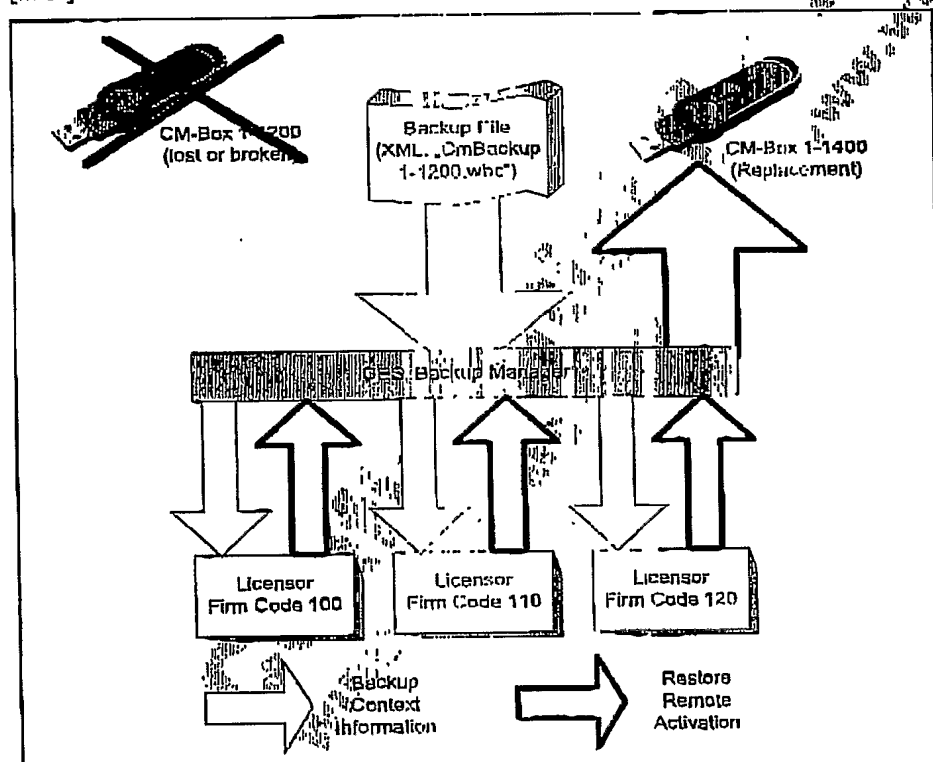 CM-Box 1-1200
(lost or broken)
Backup File
(XML: „CmBackup
1-1200.wbc“)
CM-Box 1-1400
(Replacement)
Backup Manager
Licensor
Firm Code 100
Licensor
Firm Code 110
Licensor
Firm Code 120
Backup
Context
Information
Restore
Remote
Activation